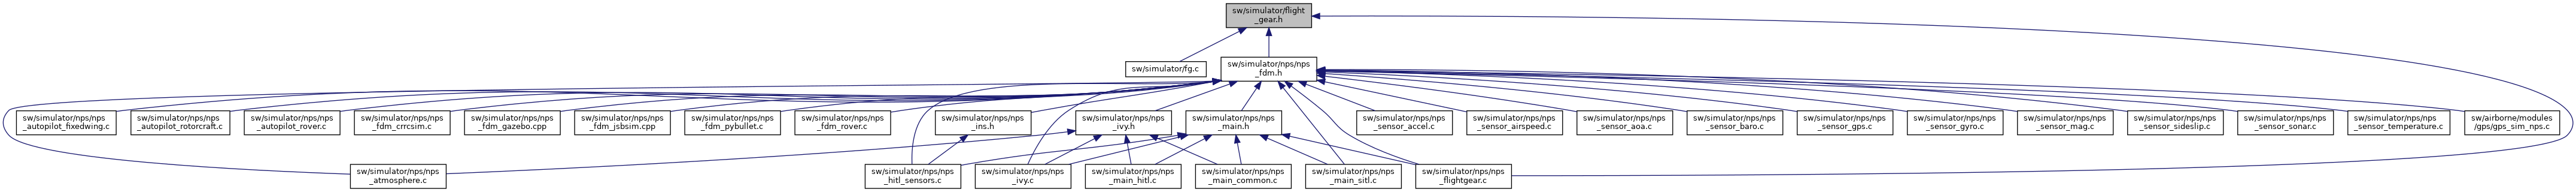 sw/simulator/flight
_gear.h
sw/simulator/fg.c
sw/simulator/nps/nps
_fdm.h
sw/simulator/nps/nps
_autopilot_fixedwing.c
sw/simulator/nps/nps
_autopilot_rotorcraft.c
sw/simulator/nps/nps
_autopilot_rover.c
sw/simulator/nps/nps
_fdm_crrcsim.c
sw/simulator/nps/nps
_fdm_gazebo.cpp
sw/simulator/nps/nps
_fdm_jsbsim.cpp
sw/simulator/nps/nps
_fdm_pybullet.c
sw/simulator/nps/nps
_fdm_rover.c
sw/simulator/nps/nps
_ins.h
sw/simulator/nps/nps
_ivy.h
sw/simulator/nps/nps
_main.h
sw/simulator/nps/nps
_sensor_accel.c
sw/simulator/nps/nps
_sensor_airspeed.c
sw/simulator/nps/nps
_sensor_aoa.c
sw/simulator/nps/nps
_sensor_baro.c
sw/simulator/nps/nps
_sensor_gps.c
sw/simulator/nps/nps
_sensor_gyro.c
sw/simulator/nps/nps
_sensor_mag.c
sw/simulator/nps/nps
_sensor_sideslip.c
sw/simulator/nps/nps
_sensor_sonar.c
sw/simulator/nps/nps
_sensor_temperature.c
sw/airborne/modules
/gps/gps_sim_nps.c
sw/simulator/nps/nps
_atmosphere.c
sw/simulator/nps/nps
_hitl_sensors.c
sw/simulator/nps/nps
_ivy.c
sw/simulator/nps/nps
_main_hitl.c
sw/simulator/nps/nps
_main_common.c
sw/simulator/nps/nps
_main_sitl.c
sw/simulator/nps/nps
_flightgear.c